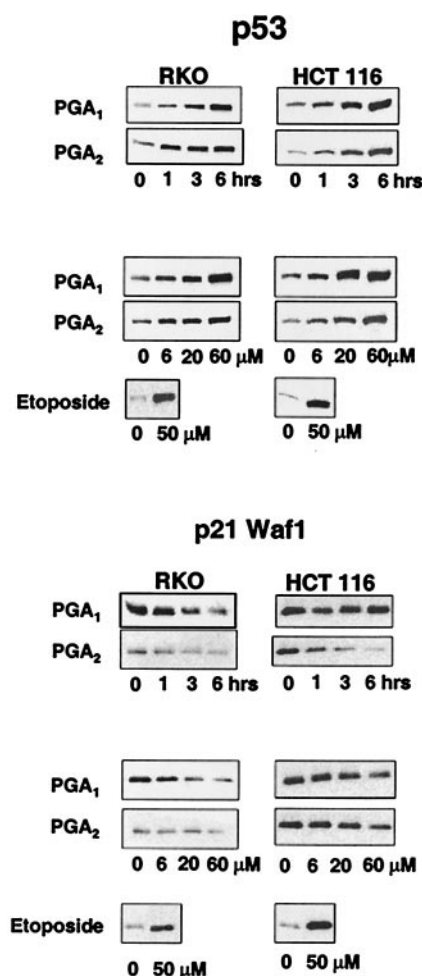 p53
RKO HCT 116
PGA₁
PGA₂
0 1 3 6 hrs 0 1 3 6 hrs
PGA₁
PGA₂
0 6 20 60 µM 0 6 20 60µM
Etoposide
0 50 µM 0 50 µM
p21 Waf1
RKO HCT 116
PGA₁
PGA₂
0 1 3 6 hrs 0 1 3 6 hrs
PGA₁
PGA₂
0 6 20 60 µM 0 6 20 60 µM
Etoposide
0 50 µM 0 50 µM